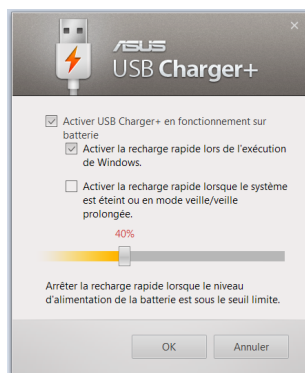 ASUS
USB Charger+
Activer USB Charger+ en fonctionnement sur
batterie
Activer la recharge rapide lors de l'exécution
de Windows.
Activer la recharge rapide lorsque le système
est éteint ou en mode veille/veille
prolongée.
40%
Arrêter la recharge rapide lorsque le niveau
d'alimentation de la batterie est sous le seuil limite.
OK
Annuler